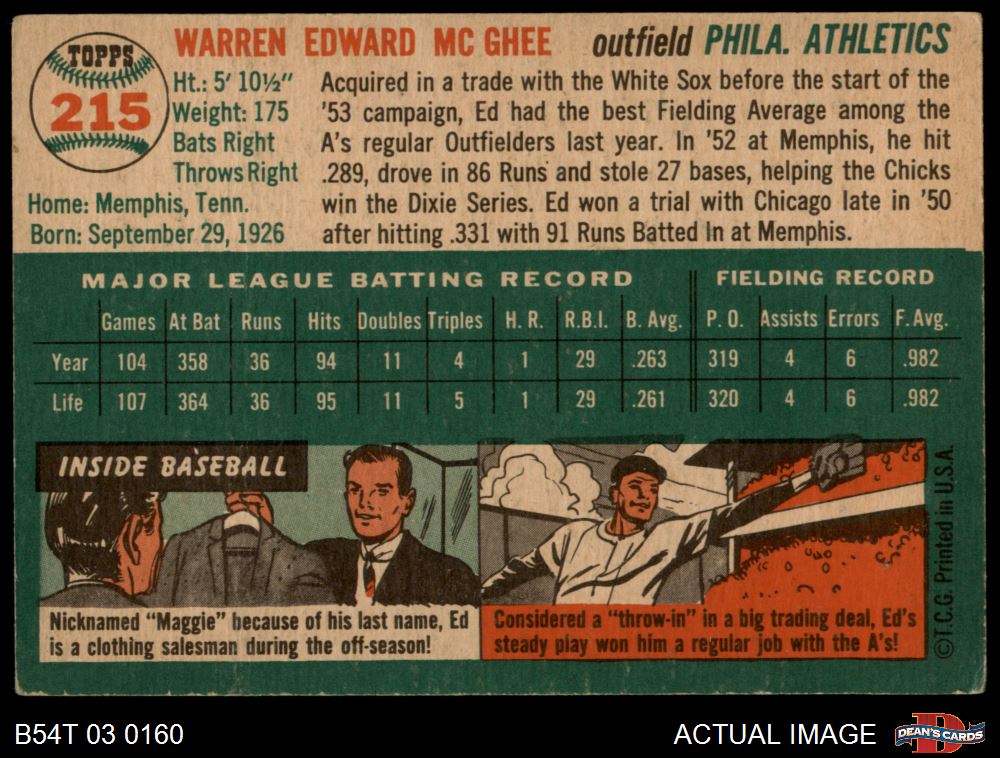 TOPPS
215
WARREN EDWARD MC GHEE outfield PHILA. ATHLETICS
Ht.: 5' 10½"
Weight: 175
Bats Right
Throws Right
Home: Memphis, Tenn.
Born: September 29, 1926
Acquired in a trade with the White Sox before the start of the
'53 campaign, Ed had the best Fielding Average among the
A's regular Outfielders last year. In '52 at Memphis, he hit
.289, drove in 86 Runs and stole 27 bases, helping the Chicks
win the Dixie Series. Ed won a trial with Chicago late in '50
after hitting .331 with 91 Runs Batted In at Memphis.
MAJOR LEAGUE BATTING RECORD FIELDING RECORD
Games At Bat Runs Hits Doubles Triples H. R. R.B.I. B. Avg. P. O. Assists Errors F. Avg.
Year 104 358 36 94 11 4 1 29 .263 319 4 6 .982
Life 107 364 36 95 11 5 1 29 .261 320 4 6 .982
INSIDE BASEBALL
Nicknamed "Maggie" because of his last name, Ed
is a clothing salesman during the off-season!
Considered a "throw-in" in a big trading deal, Ed's
steady play won him a regular job with the A's!
©T.C.G. Printed in U.S.A.
B54T 03 0160 ACTUAL IMAGE
D
DEAN'S CARDS